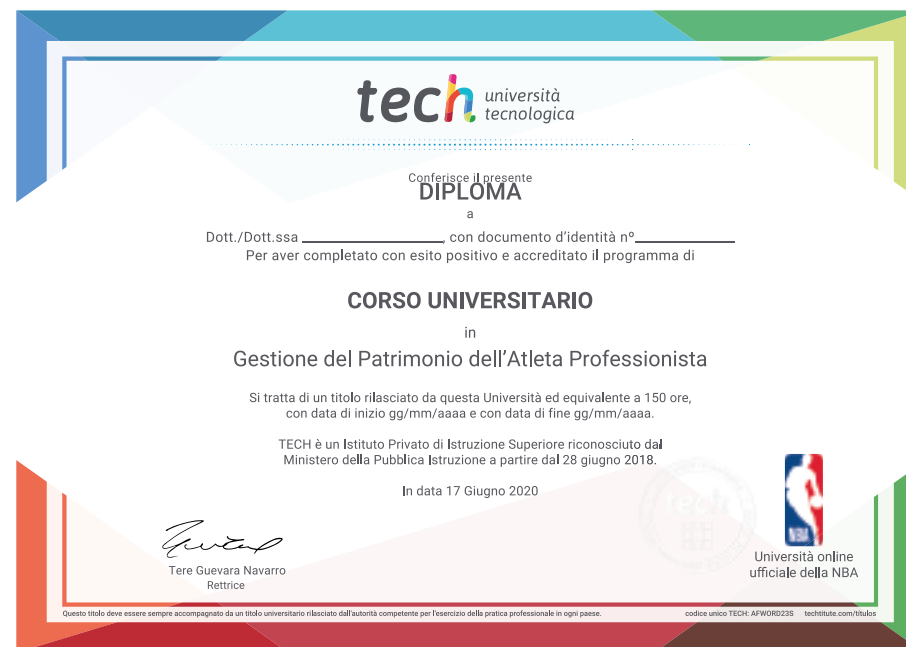 tech università
tecnologica
Conferisce il presente
DIPLOMA
a
Dott./Dott.ssa ____________________, con documento d'identità nº______________
Per aver completato con esito positivo e accreditato il programma di
CORSO UNIVERSITARIO
in
Gestione del Patrimonio dell'Atleta Professionista
Si tratta di un titolo rilasciato da questa Università ed equivalente a 150 ore,
con data di inizio gg/mm/aaaa e con data di fine gg/mm/aaaa.
TECH è un Istituto Privato di Istruzione Superiore riconosciuto dal
Ministero della Pubblica Istruzione a partire dal 28 giugno 2018.
In data 17 Giugno 2020
tech
NBA
Tere Guevara Navarro
Rettrice
Università online
ufficiale della NBA
Questo titolo deve essere sempre accompagnato da un titolo universitario rilasciato dall'autorità competente per l'esercizio della pratica professionale in ogni paese. codice unico TECH: AFWORD23S techtitute.com/titulos